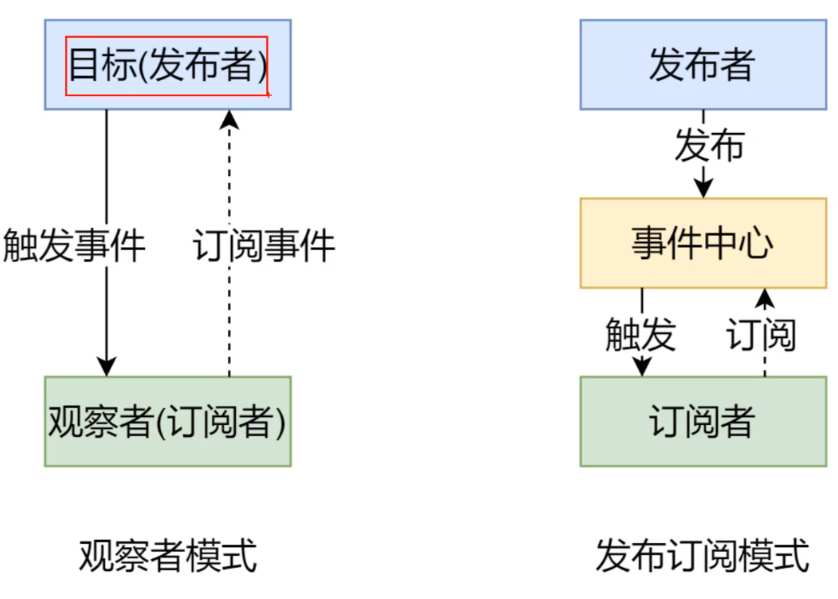 目标(发布者)
发布者
发布
触发事件
订阅事件
事件中心
触发
订阅
观察者(订阅者)
订阅者
观察者模式
发布订阅模式